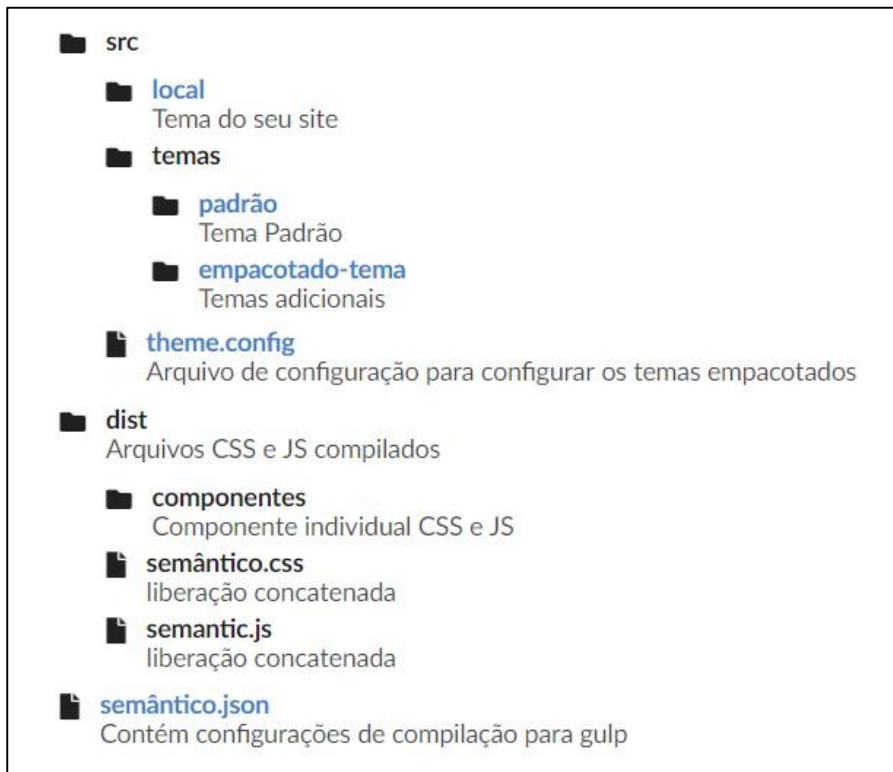 src
local
Tema do seu site
temas
padrão
Tema Padrão
empacotado-tema
Temas adicionais
theme.config
Arquivo de configuração para configurar os temas empacotados
dist
Arquivos CSS e JS compilados
componentes
Componente individual CSS e JS
semântico.css
liberação concatenada
semantic.js
liberação concatenada
semântico.json
Contém configurações de compilação para gulp